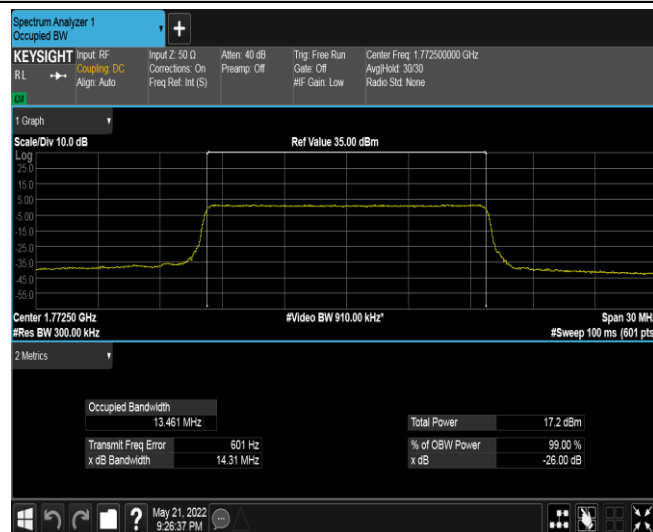 Spectrum Analyzer 1
Occupied BW
+
KEYSIGHT
RL
Input: RF
Coupling: DC
Align: Auto
Input Z: 50 Ω
Corrections: On
Freq Ref: Int (S)
Atten: 40 dB
Preamp: Off
Trig: Free Run
Gate: Off
#IF Gain: Low
Center Freq: 1.772500000 GHz
Avg|Hold: 30/30
Radio Std: None
1 Graph
Scale/Div 10.0 dB
Ref Value 35.00 dBm
Log
25.0
15.0
5.00
-5.00
-15.0
-25.0
-35.0
-45.0
-55.0
Center 1.77250 GHz
#Video BW 910.00 kHz*
Span 30 MH
#Res BW 300.00 kHz
#Sweep 100 ms (601 pts
2 Metrics
Occupied Bandwidth
13.461 MHz
Total Power 17.2 dBm
Transmit Freq Error 601 Hz
% of OBW Power 99.00 %
x dB Bandwidth 14.31 MHz
x dB -26.00 dB
?
May 21, 2022
9:26:37 PM